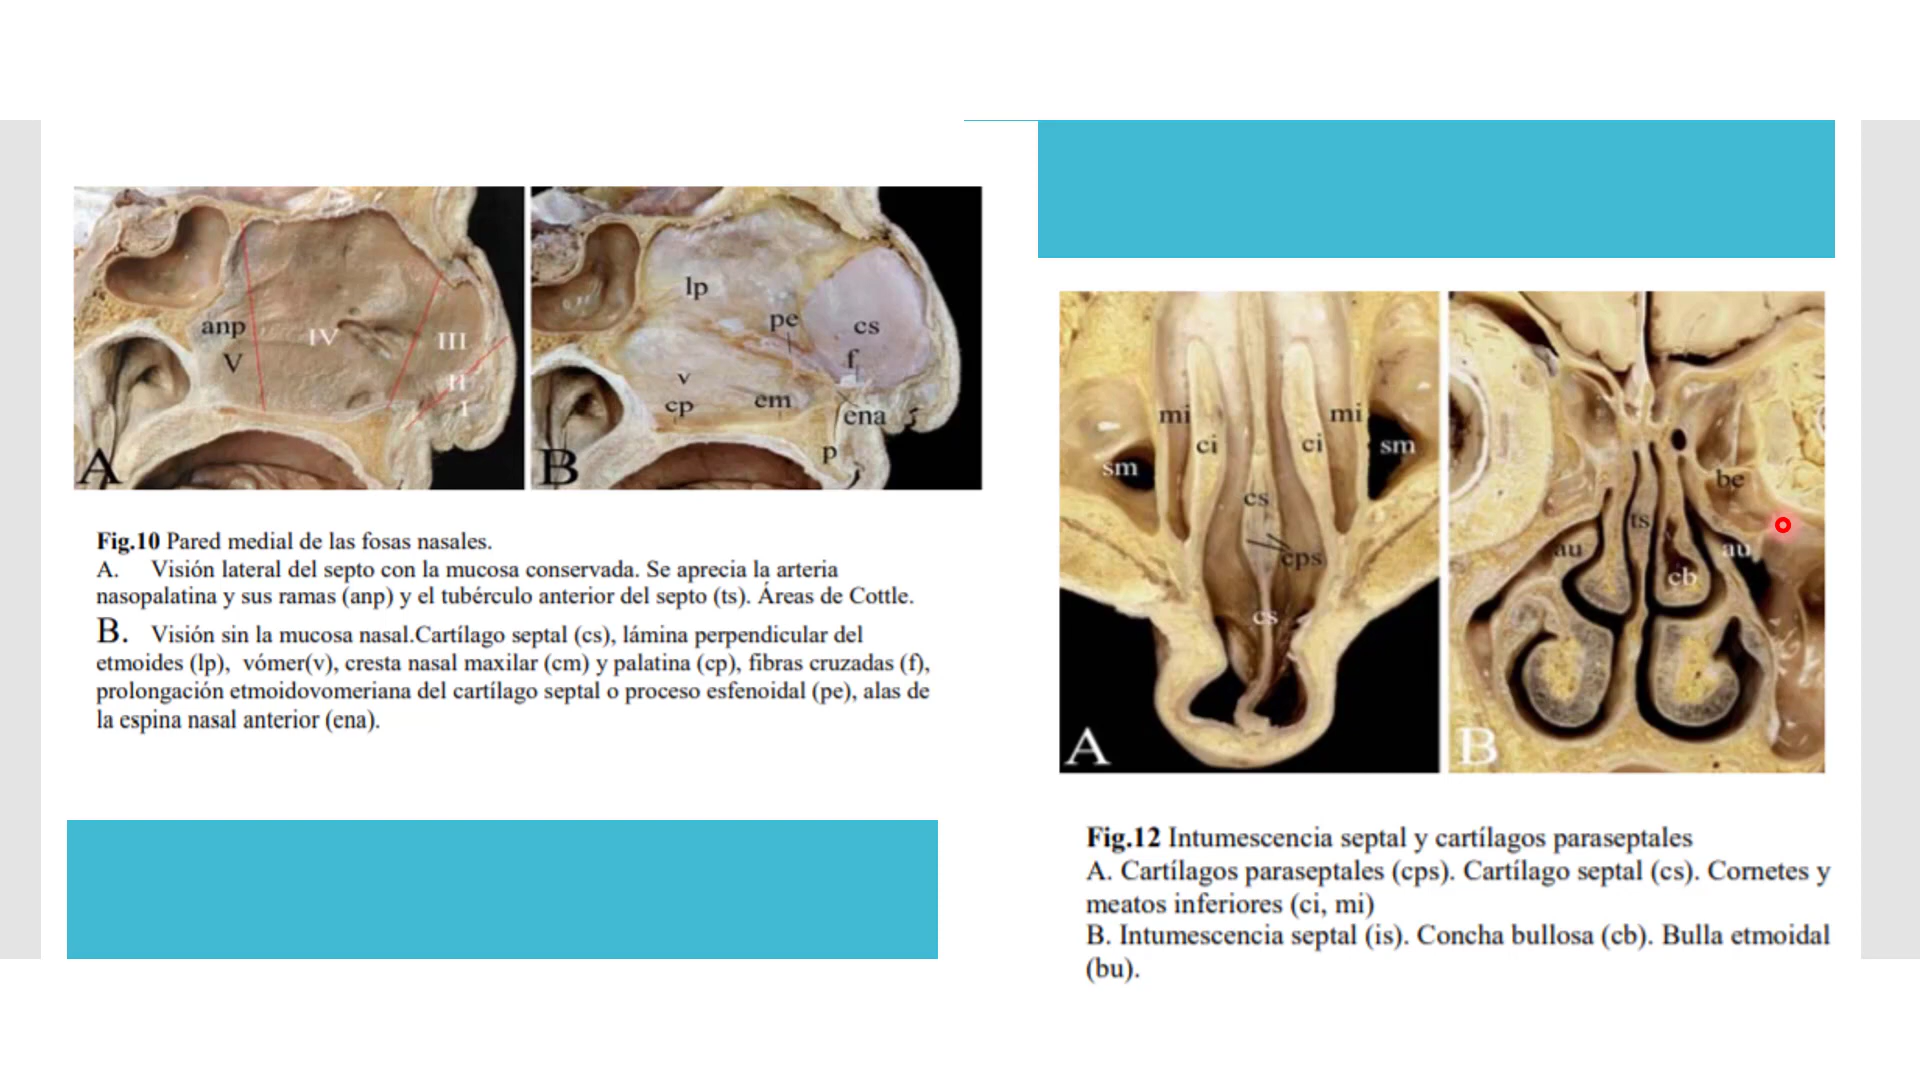 anp
V
IV
III
II
I
A
lp
pe
cs
f
v
cp
cm
ena
p
B
Fig.10 Pared medial de las fosas nasales.
A. Visión lateral del septo con la mucosa conservada. Se aprecia la arteria
nasopalatina y sus ramas (anp) y el tubérculo anterior del septo (ts). Áreas de Cottle.
B. Visión sin la mucosa nasal.Cartílago septal (cs), lámina perpendicular del
etmoides (lp), vómer(v), cresta nasal maxilar (cm) y palatina (cp), fibras cruzadas (f),
prolongación etmoidovomeriana del cartílago septal o proceso esfenoidal (pe), alas de
la espina nasal anterior (ena).
mi
mi
ci
ci
sm
sm
cs
cps
cs
A
be
ts
au
au
cb
B
Fig.12 Intumescencia septal y cartílagos paraseptales
A. Cartílagos paraseptales (cps). Cartílago septal (cs). Cornetes y
meatos inferiores (ci, mi)
B. Intumescencia septal (is). Concha bullosa (cb). Bulla etmoidal
(bu).